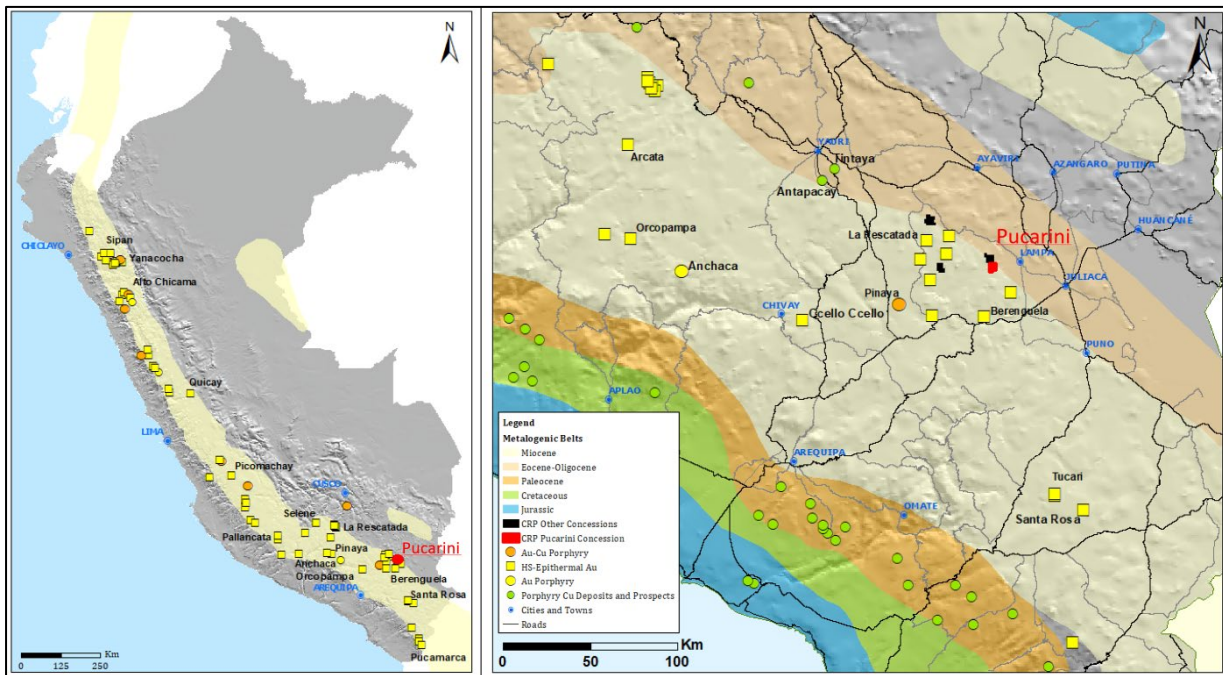 N
Sipan
CHICLAYO
Yanacocha
Alto Chicama
Quicay
LIMA
Picomachay
CUSCO
Selene
La Rescatada
Pallancata
Pinaya
Pucarini
Anchaca
Orcopampa
Berenguela
AREQUIPA
Santa Rosa
Pucamarca
Km
0 125 250
N
YAURI
Arcata
Tintaya
AYAVIRI
AZANGARO
PUTINA
Antapacay
HUANCANÉ
Orcopampa
La Rescatada
Pucarini
LAMPA
Anchaca
JULIACA
Pinaya
CHIVAY
Ccello Ccello
Berenguela
PUNO
APLAO
AREQUIPA
Tucari
OMATE
Santa Rosa
Legend
Metalogenic Belts
Miocene
Eocene-Oligocene
Paleocene
Cretaceous
Jurassic
CRP Other Concessions
CRP Pucarini Concession
Au-Cu Porphyry
HS-Epithermal Au
Au Porphyry
Porphyry Cu Deposits and Prospects
Cities and Towns
Roads
Km
0 50 100